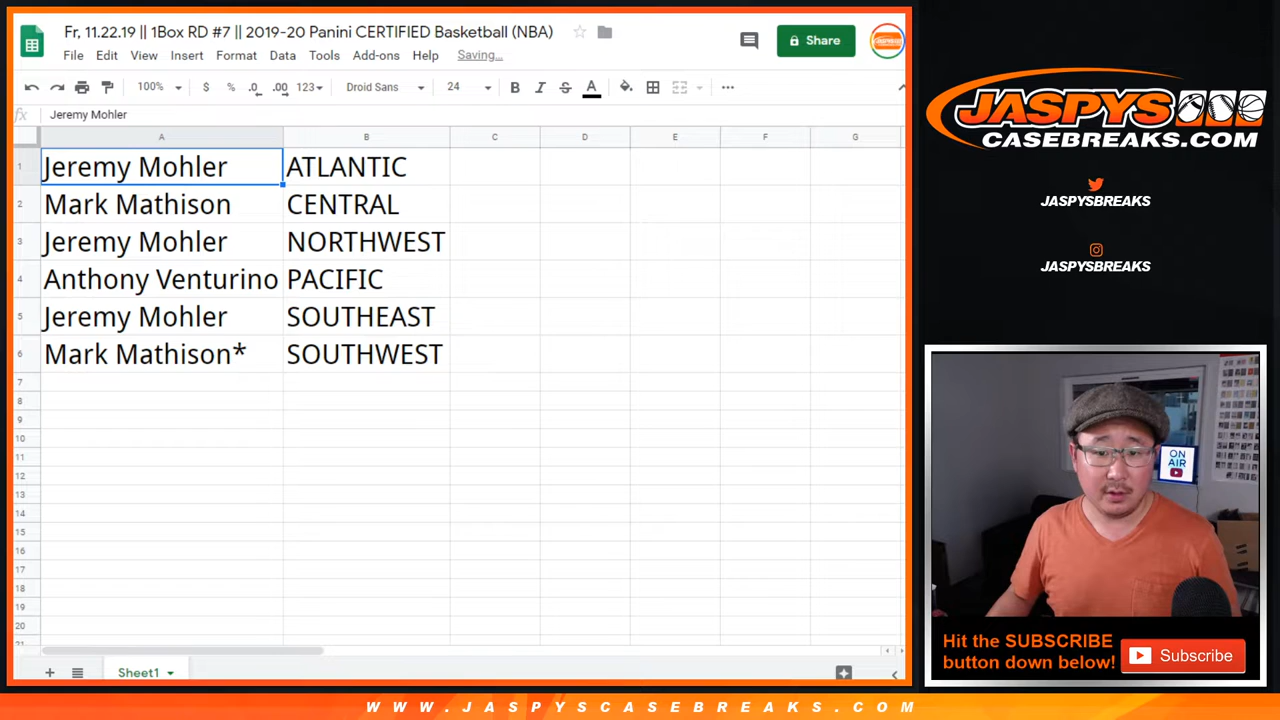 Fr, 11.22.19 || 1Box RD #7 || 2019-20 Panini CERTIFIED Basketball (NBA)
File Edit View Insert Format Data Tools Add-ons Help Saving...
Share
100% $ % .0 .00 123 Droid Sans 24 B I S A
fx Jeremy Mohler
A B C D E F G
1 Jeremy Mohler ATLANTIC
2 Mark Mathison CENTRAL
3 Jeremy Mohler NORTHWEST
4 Anthony Venturino PACIFIC
5 Jeremy Mohler SOUTHEAST
6 Mark Mathison* SOUTHWEST
7
8
9
10
11
12
13
14
15
16
17
18
19
20
21
Sheet1
JASPYS
CASEBREAKS.COM
JASPYSBREAKS
JASPYSBREAKS
ON
AIR
Hit the SUBSCRIBE
button down below!
Subscribe
WWW.JASPYSCASEBREAKS.COM